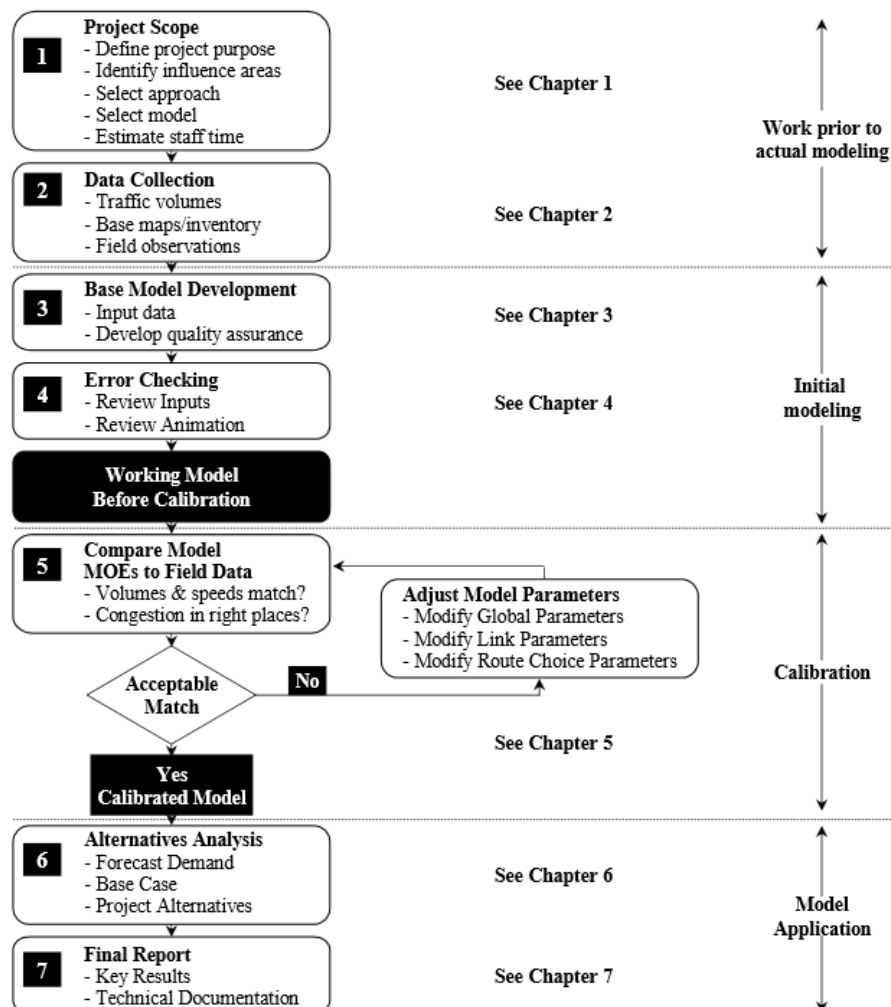 Project Scope
1
- Define project purpose
- Identify influence areas
- Select approach
- Select model
- Estimate staff time
See Chapter 1
Work prior to
actual modeling
Data Collection
2
- Traffic volumes
- Base maps/inventory
- Field observations
See Chapter 2
Base Model Development
3
- Input data
- Develop quality assurance
See Chapter 3
Error Checking
4
- Review Inputs
- Review Animation
See Chapter 4
Initial
modeling
Working Model
Before Calibration
Compare Model
5
MOEs to Field Data
- Volumes & speeds match?
- Congestion in right places?
Adjust Model Parameters
- Modify Global Parameters
- Modify Link Parameters
- Modify Route Choice Parameters
Calibration
Acceptable
Match
No
See Chapter 5
Yes
Calibrated Model
Alternatives Analysis
6
- Forecast Demand
- Base Case
- Project Alternatives
See Chapter 6
Model
Application
Final Report
7
- Key Results
- Technical Documentation
See Chapter 7